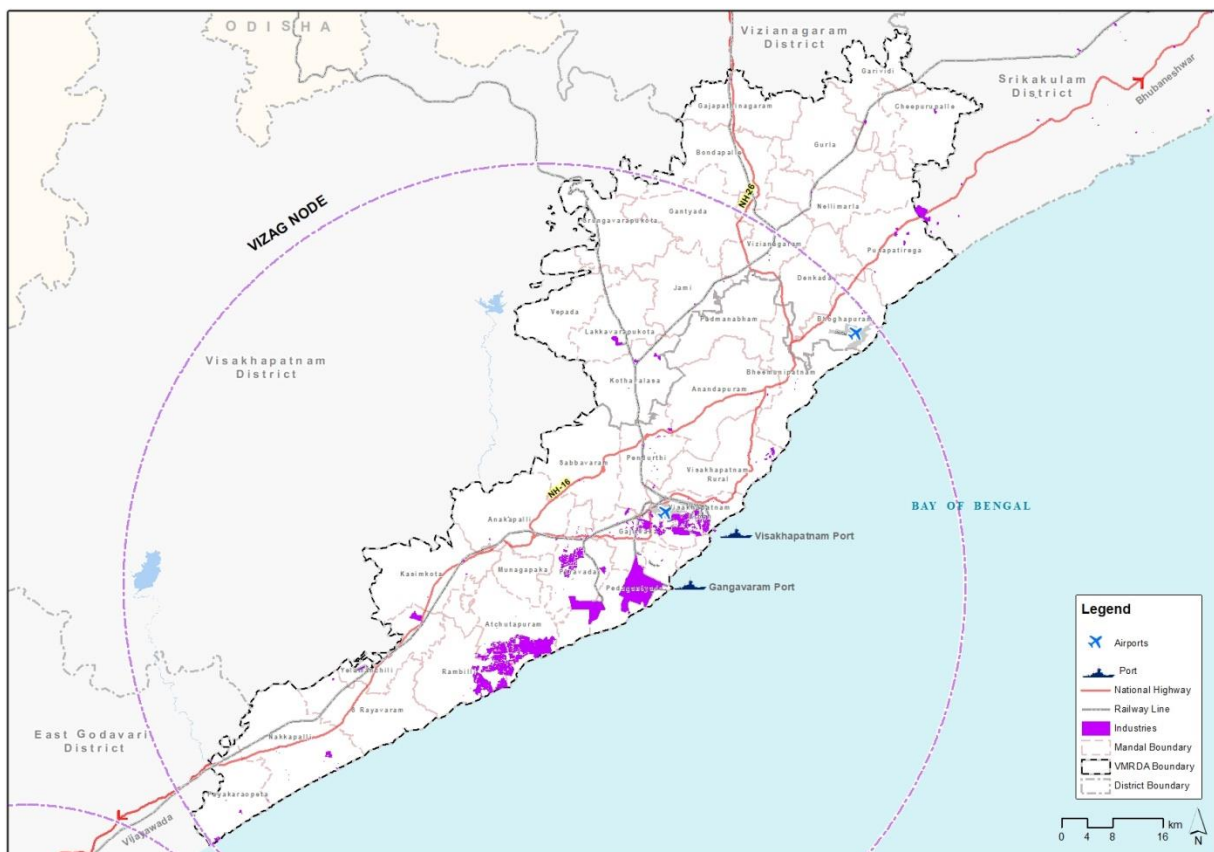 ODISHA
Vizianagaram
District
Garividi
Srikakulam
District
Bhubaneshwar
Gajapathinagaram
Cheepurupalle
Bondapalle
Gurla
VIZAG NODE
NH-26
Nellimarla
Gantyada
Srungavarapukota
Vizianagaram
Pusapatirega
Denkada
Jami
Vepada
Padmanabham
Bhoghapuram
Lakkavarapukota
Visakhapatnam
District
Bheemunipatnam
Kothavalasa
Anandapuram
Pendurthi
Sabbavaram
Visakhapatnam
Rural
NH-16
Visakhapatnam
BAY OF BENGAL
Anakapalli
Visakhapatnam Port
Kasimkota
Munagapaka
Gangavaram Port
Atchutapuram
Rambilli
S Rayavaram
East Godavari
District
Nakkapalli
Payakaraopeta
Vijayawada
Legend
Airports
Port
National Highway
Railway Line
Industries
Mandal Boundary
VMRDA Boundary
District Boundary
km
0 4 8 16
N